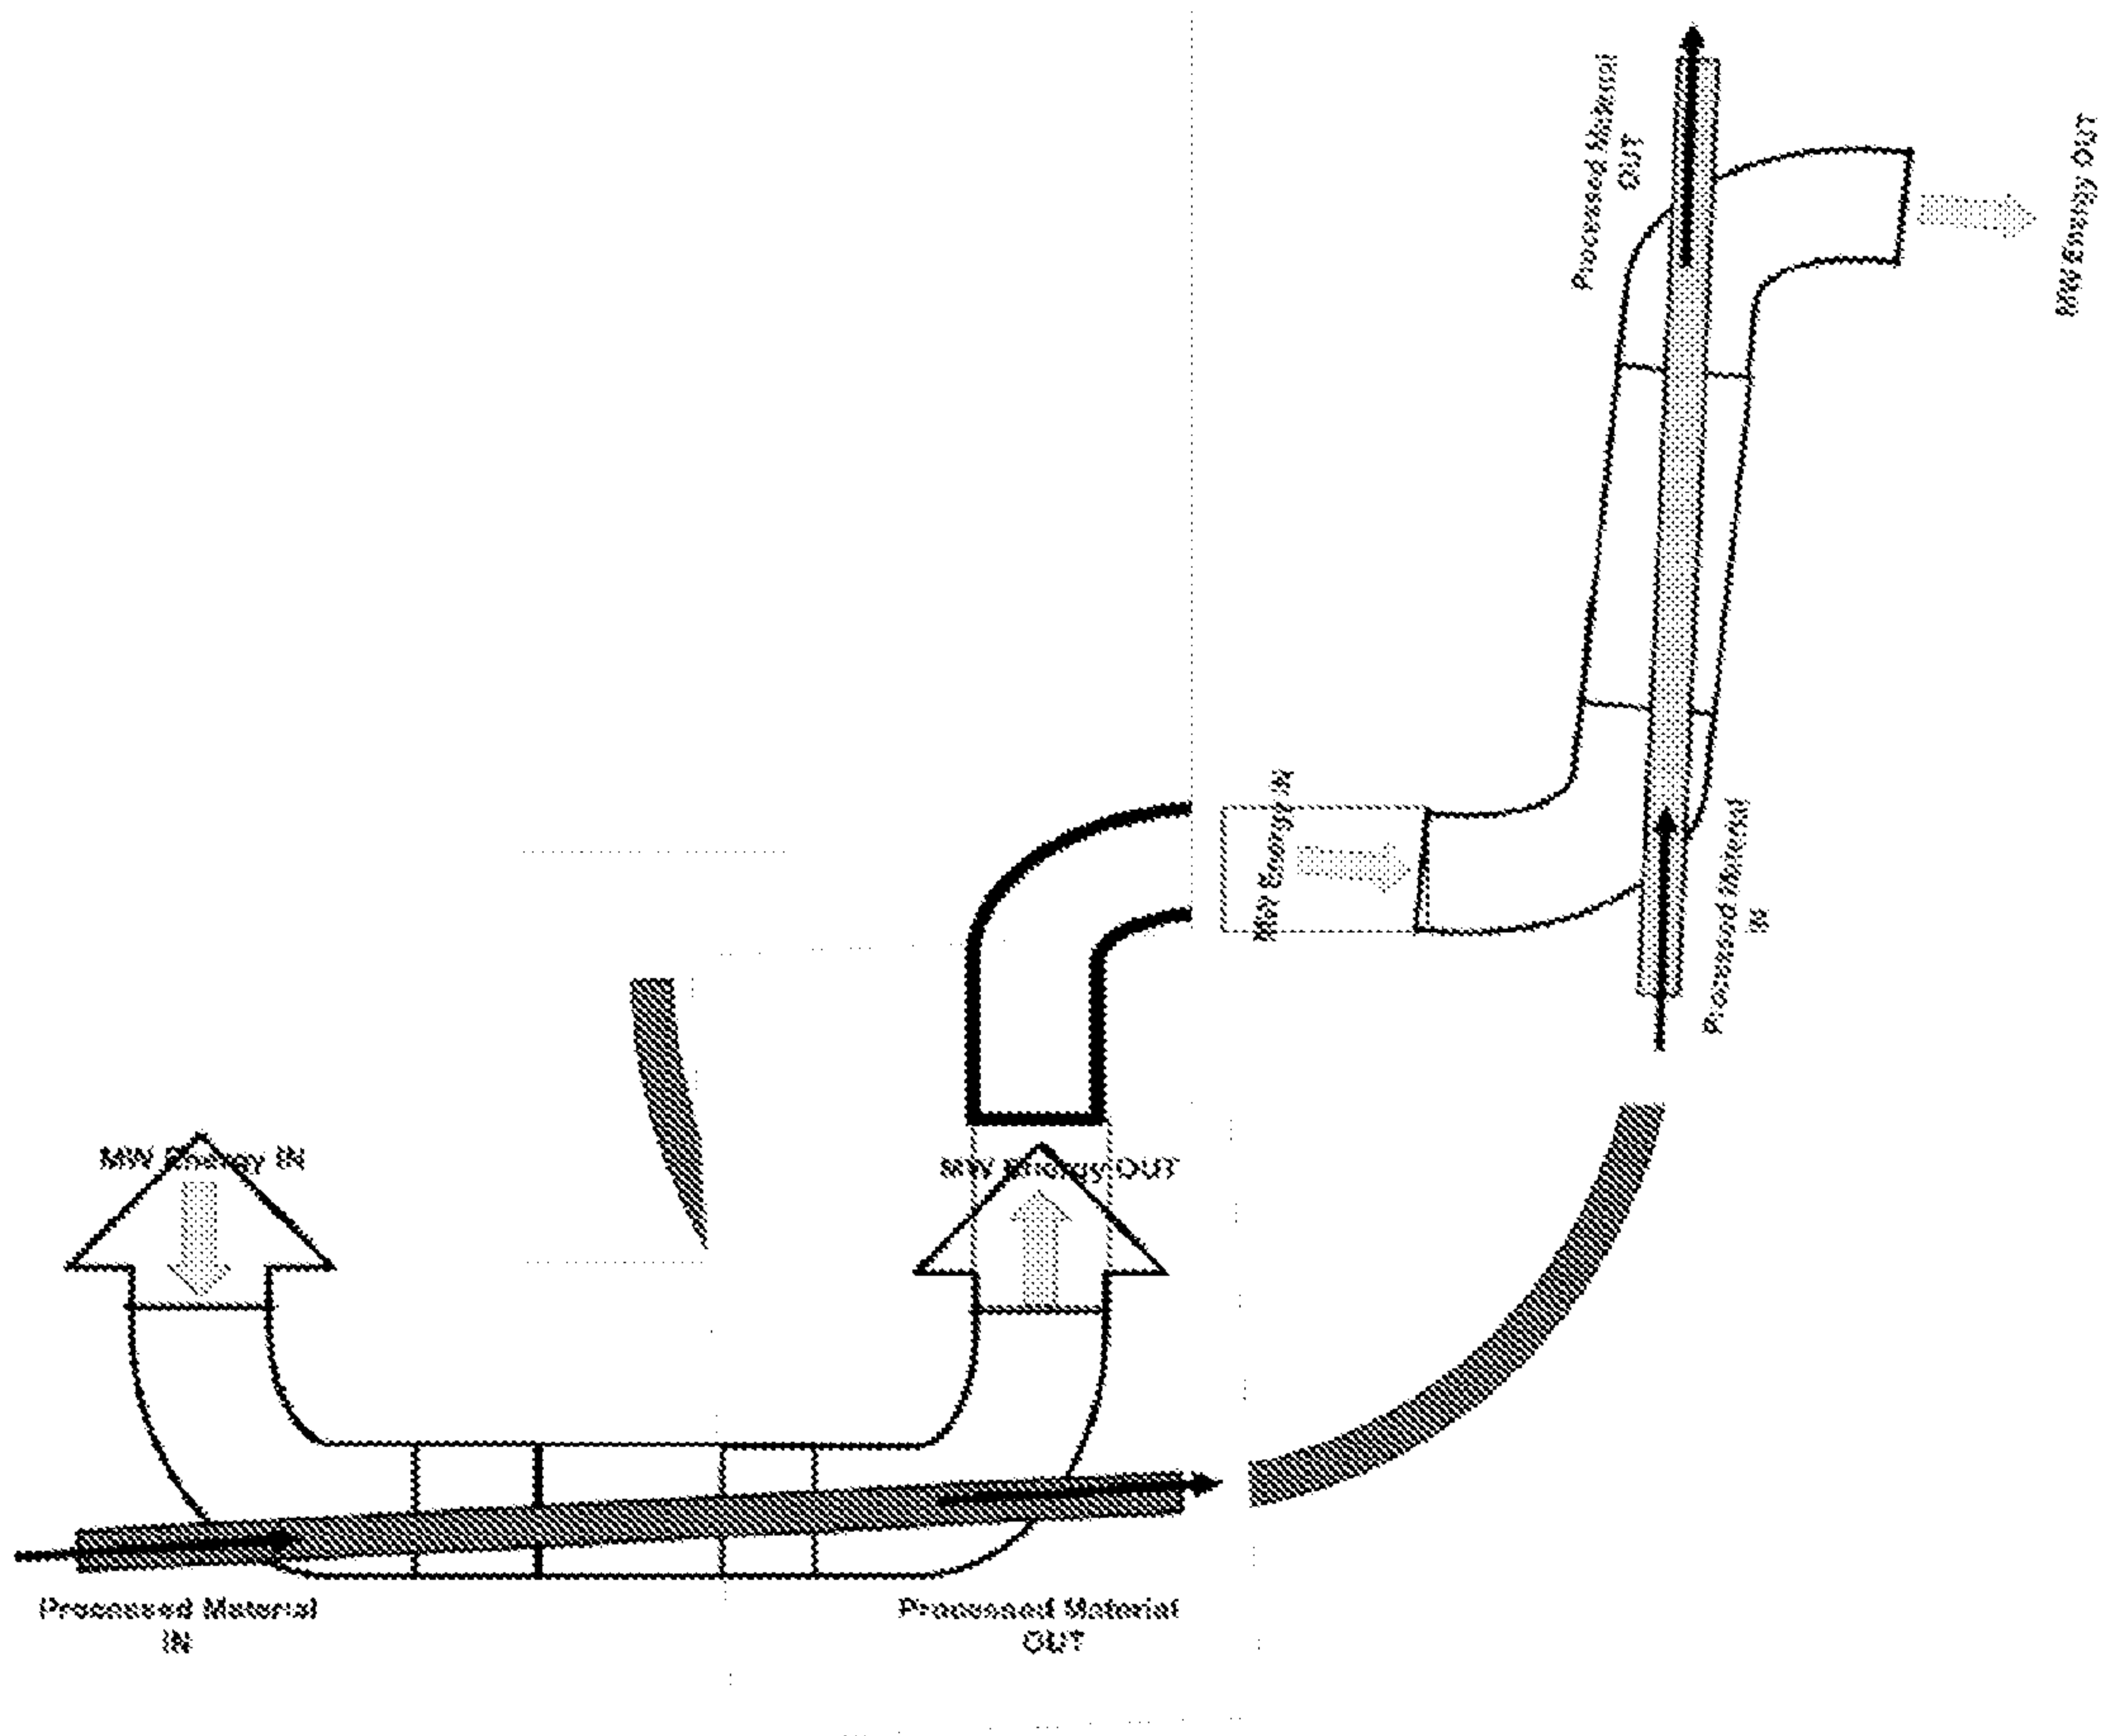 Processed Material
OUT
MW Energy OUT
MW Energy IN
Processed Material
IN
MW Energy IN
MW Energy OUT
Processed Material
IN
Processed Material
OUT